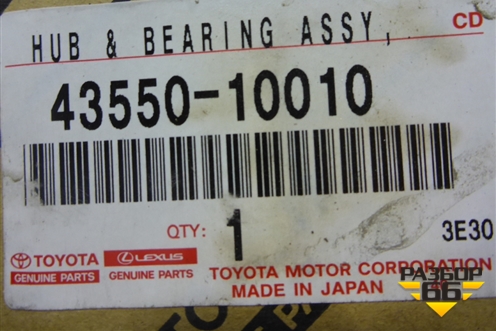 HUB & BEARING ASSY,
CD
43550-10010
QTY: 1
3E30
TOYOTA
GENUINE PARTS
LEXUS
GENUINE PARTS
TOYOTA MOTOR CORPORATION
MADE IN JAPAN
РАЗБОР
66